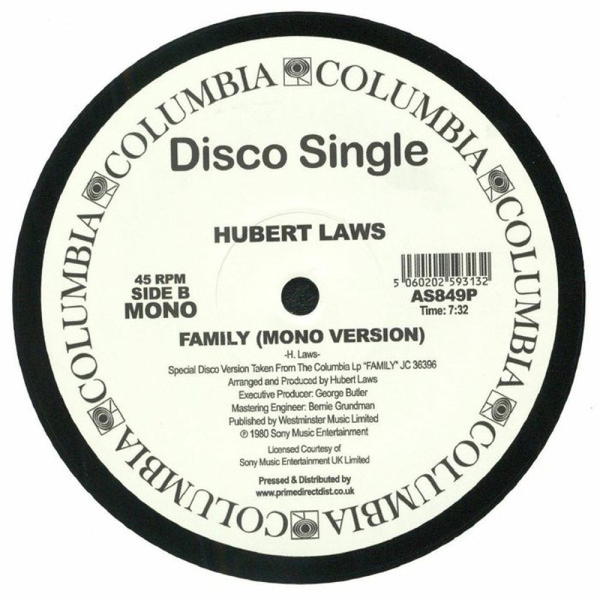 COLUMBIA COLUMBIA COLUMBIA COLUMBIA COLUMBIA COLUMBIA COLUMBIA
Disco Single
HUBERT LAWS
45 RPM
SIDE B
MONO
5 060202 593132
AS849P
Time: 7:32
FAMILY (MONO VERSION)
-H. Laws-
Special Disco Version Taken From The Columbia Lp "FAMILY" JC 36396
Arranged and Produced by Hubert Laws
Executive Producer: George Butler
Mastering Engineer: Bernie Grundman
Published by Westminster Music Limited
℗ 1980 Sony Music Entertainment
Licensed Courtesy of
Sony Music Entertainment UK Limited
Pressed & Distributed by
www.primedirectdist.co.uk